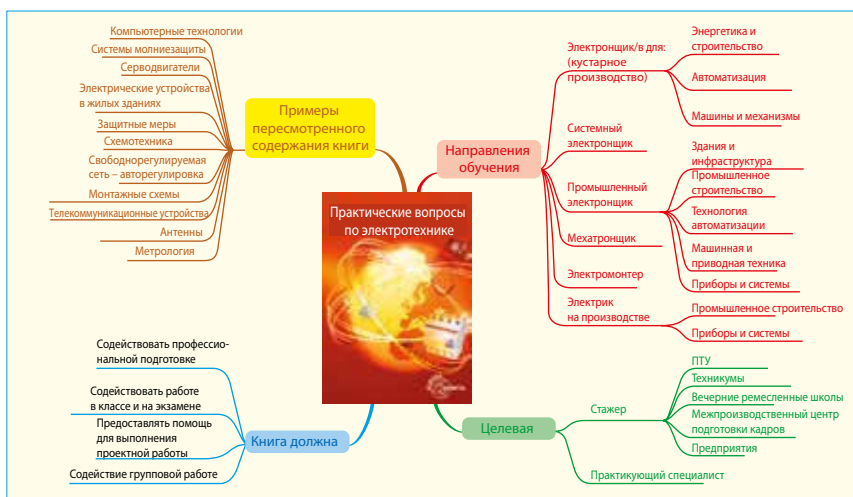 Компьютерные технологии
Системы молниезащиты
Серводвигатели
Электрические устройства
в жилых зданиях
Защитные меры
Схемотехника
Свободнорегулируемая
сеть – авторегулировка
Монтажные схемы
Телекоммуникационные устройства
Антенны
Метрология
Примеры
пересмотренного
содержания книги
Направления
обучения
Электронщик/в для:
(кустарное
производство)
Энергетика и
строительство
Автоматизация
Машины и механизмы
Системный
электронщик
Промышленный
электронщик
Здания и
инфраструктура
Промышленное
строительство
Технология
автоматизации
Машинная и
приводная техника
Приборы и системы
Мехатронщик
Электромонтер
Электрик
на производстве
Промышленное строительство
Приборы и системы
Практические вопросы
по электротехнике
Содействовать профессио-
нальной подготовке
Содействовать работе
в классе и на экзамене
Предоставлять помощь
для выполнения
проектной работы
Содействие групповой работе
Книга должна
Целевая
Стажер
ПТУ
Техникумы
Вечерние ремесленные школы
Межпроизводственный центр
подготовки кадров
Предприятия
Практикующий специалист